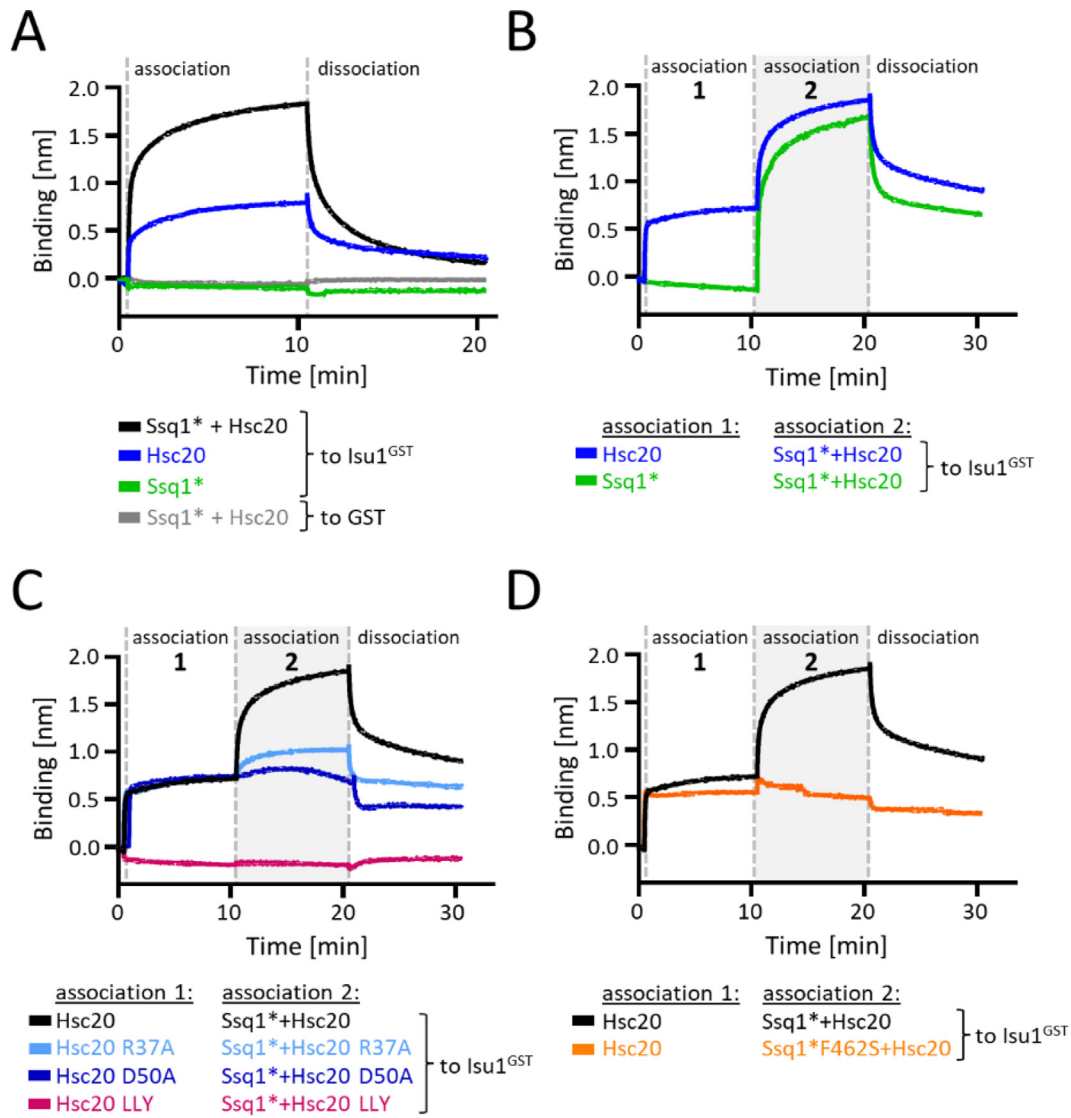 A
association dissociation
2.0
1.5
1.0
0.5
0.0
Binding [nm]
0 10 20
Time [min]
Ssq1* + Hsc20
Hsc20
Ssq1*
to Isu1GST
Ssq1* + Hsc20
to GST
B
association association dissociation
1 2
2.0
1.5
1.0
0.5
0.0
Binding [nm]
0 10 20 30
Time [min]
association 1: association 2:
Hsc20 Ssq1*+Hsc20
Ssq1* Ssq1*+Hsc20
to Isu1GST
C
association association dissociation
1 2
2.0
1.5
1.0
0.5
0.0
Binding [nm]
0 10 20 30
Time [min]
association 1: association 2:
Hsc20 Ssq1*+Hsc20
Hsc20 R37A Ssq1*+Hsc20 R37A
Hsc20 D50A Ssq1*+Hsc20 D50A
Hsc20 LLY Ssq1*+Hsc20 LLY
to Isu1GST
D
association association dissociation
1 2
2.0
1.5
1.0
0.5
0.0
Binding [nm]
0 10 20 30
Time [min]
association 1: association 2:
Hsc20 Ssq1*+Hsc20
Hsc20 Ssq1*F462S+Hsc20
to Isu1GST